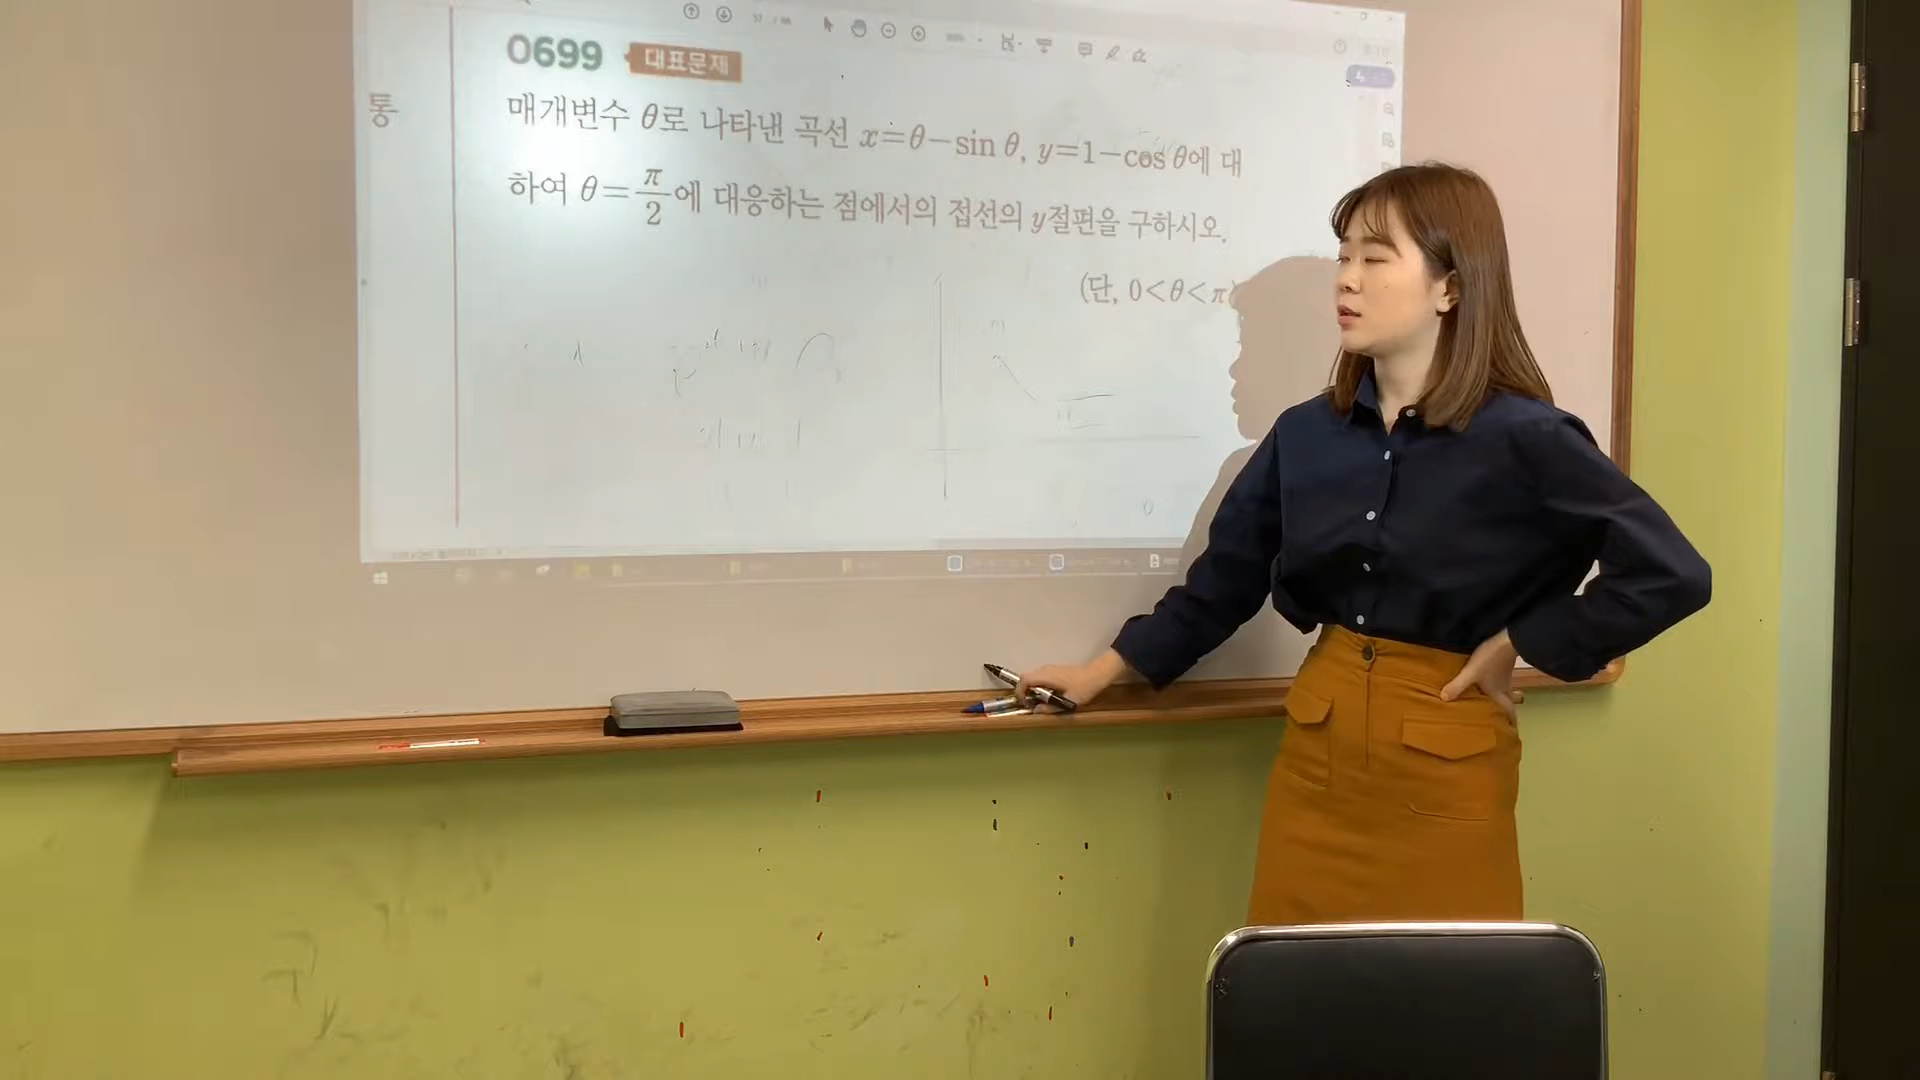 0699 대표문제
통
매개변수 θ로 나타낸 곡선 x=θ−sin θ, y=1−cos θ에 대
하여 θ=π/2에 대응하는 점에서의 접선의 y절편을 구하시오.
(단, 0<θ<π)